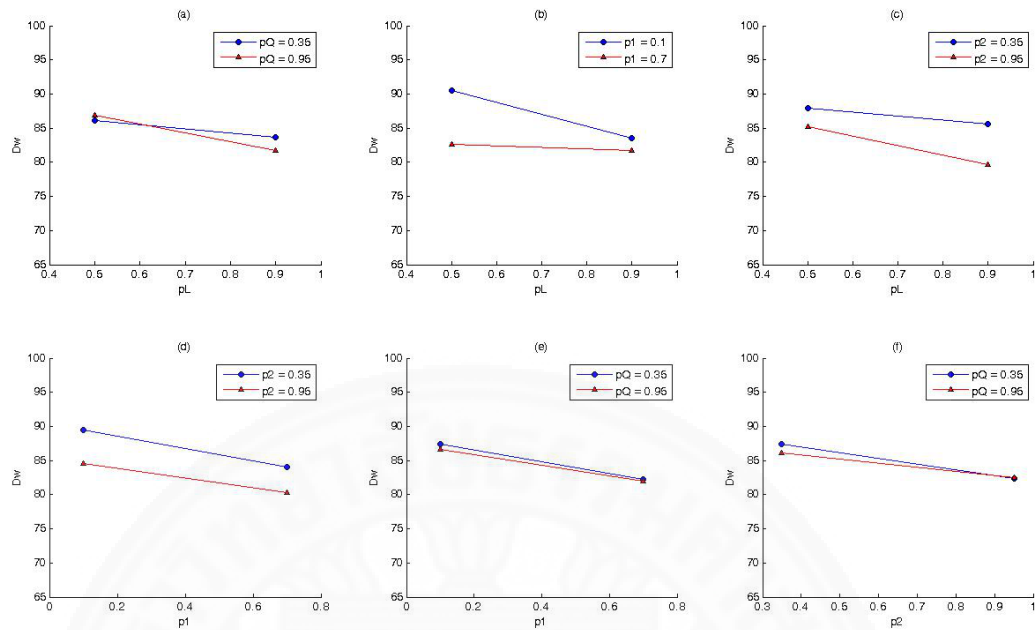 (a)
100
95
90
85
80
75
70
65
Dw
0.4 0.5 0.6 0.7 0.8 0.9 1
pL
pQ = 0.35
pQ = 0.95
(b)
100
95
90
85
80
75
70
65
Dw
0.4 0.5 0.6 0.7 0.8 0.9 1
pL
p1 = 0.1
p1 = 0.7
(c)
100
95
90
85
80
75
70
65
Dw
0.4 0.5 0.6 0.7 0.8 0.9 1
pL
p2 = 0.35
p2 = 0.95
(d)
100
95
90
85
80
75
70
65
Dw
0 0.2 0.4 0.6 0.8
p1
p2 = 0.35
p2 = 0.95
(e)
100
95
90
85
80
75
70
65
Dw
0 0.2 0.4 0.6 0.8
p1
pQ = 0.35
pQ = 0.95
(f)
100
95
90
85
80
75
70
65
Dw
0.3 0.4 0.5 0.6 0.7 0.8 0.9 1
p2
pQ = 0.35
pQ = 0.95